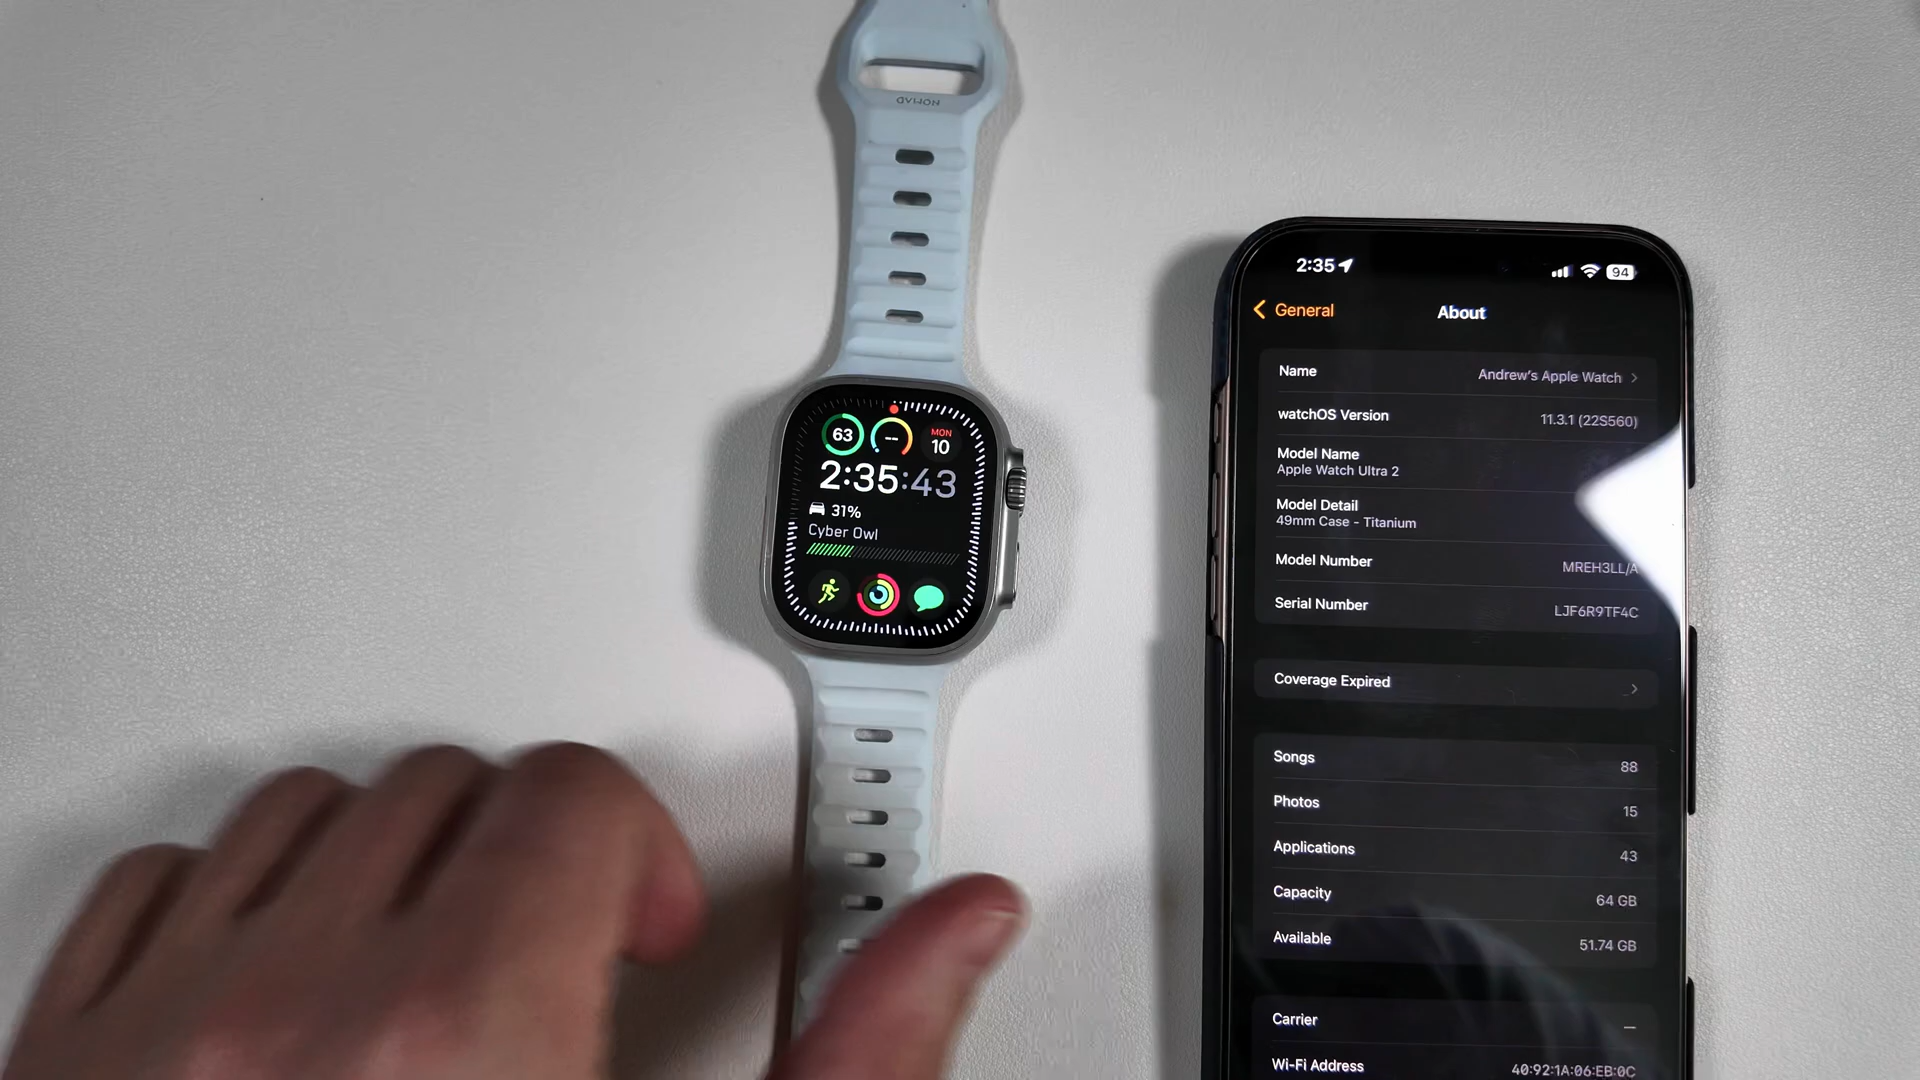 NOMAD
63
--
MON
10
2:35:43
31%
Cyber Owl
2:35
94
General
About
Name
Andrew's Apple Watch
watchOS Version
11.3.1 (22S560)
Model Name
Apple Watch Ultra 2
Model Detail
49mm Case - Titanium
Model Number
MREH3LL/A
Serial Number
LJF6R9TF4C
Coverage Expired
Songs
88
Photos
15
Applications
43
Capacity
64 GB
Available
51.74 GB
Carrier
—
Wi-Fi Address
40:92:1A:06:EB:0C